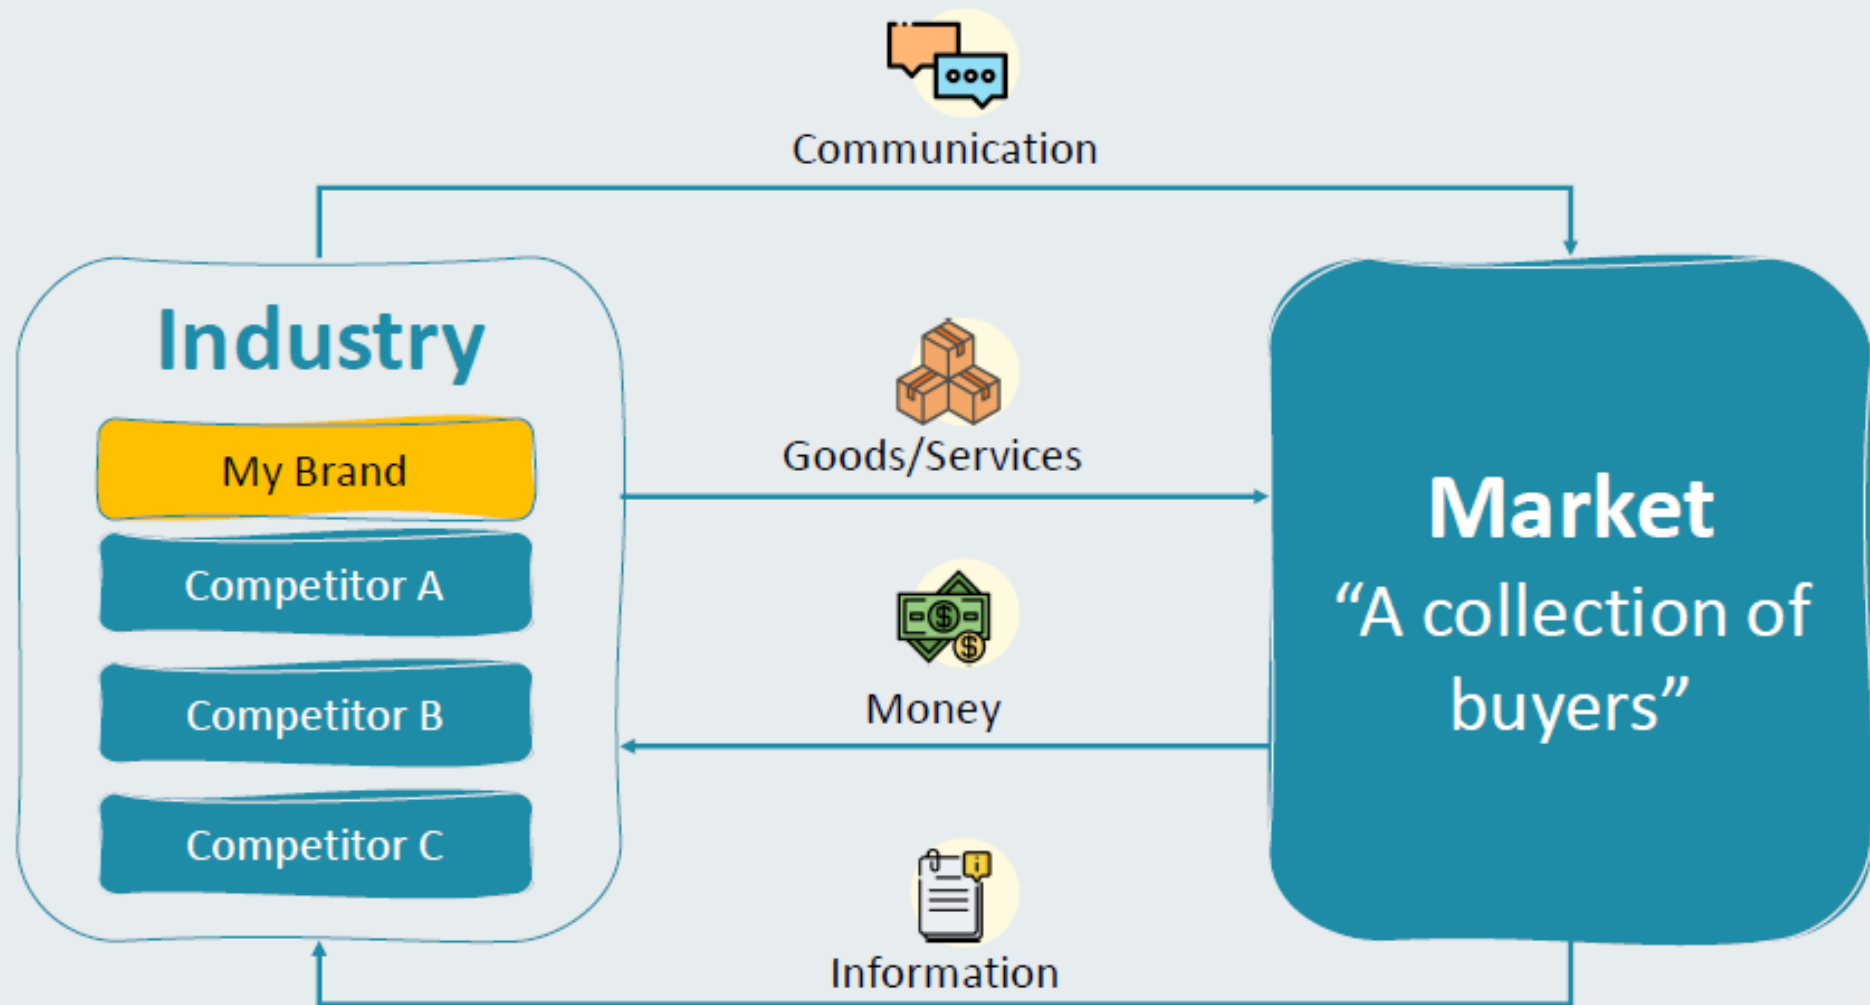 Communication
Industry
My Brand
Competitor A
Competitor B
Competitor C
Goods/Services
Money
Information
Market
“A collection of
buyers”